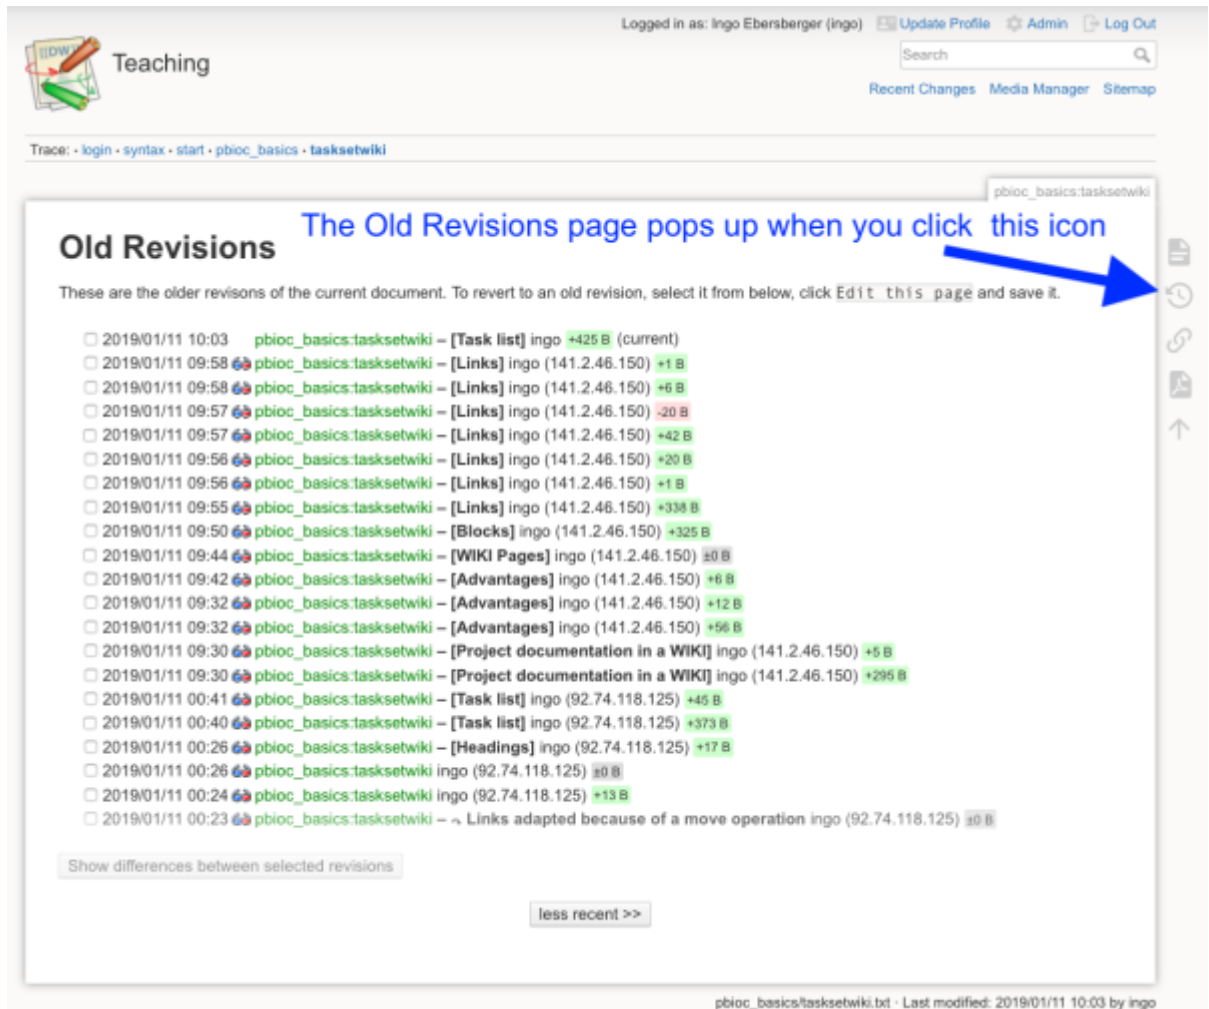 Logged in as: Ingo Ebersberger (ingo) Update Profile Admin Log Out
[[DW]]
Teaching
Search
Recent Changes Media Manager Sitemap
Trace: • login • syntax • start • pbioc_basics • tasksetwiki
pbioc_basics:tasksetwiki
The Old Revisions page pops up when you click this icon
Old Revisions
These are the older revisons of the current document. To revert to an old revision, select it from below, click Edit this page and save it.
2019/01/11 10:03 pbioc_basics:tasksetwiki – [Task list] ingo +425 B (current)
2019/01/11 09:58 pbioc_basics:tasksetwiki – [Links] ingo (141.2.46.150) +1 B
2019/01/11 09:58 pbioc_basics:tasksetwiki – [Links] ingo (141.2.46.150) +6 B
2019/01/11 09:57 pbioc_basics:tasksetwiki – [Links] ingo (141.2.46.150) -20 B
2019/01/11 09:57 pbioc_basics:tasksetwiki – [Links] ingo (141.2.46.150) +42 B
2019/01/11 09:56 pbioc_basics:tasksetwiki – [Links] ingo (141.2.46.150) +20 B
2019/01/11 09:56 pbioc_basics:tasksetwiki – [Links] ingo (141.2.46.150) +1 B
2019/01/11 09:55 pbioc_basics:tasksetwiki – [Links] ingo (141.2.46.150) +338 B
2019/01/11 09:50 pbioc_basics:tasksetwiki – [Blocks] ingo (141.2.46.150) +325 B
2019/01/11 09:44 pbioc_basics:tasksetwiki – [WIKI Pages] ingo (141.2.46.150) ±0 B
2019/01/11 09:42 pbioc_basics:tasksetwiki – [Advantages] ingo (141.2.46.150) +6 B
2019/01/11 09:32 pbioc_basics:tasksetwiki – [Advantages] ingo (141.2.46.150) +12 B
2019/01/11 09:32 pbioc_basics:tasksetwiki – [Advantages] ingo (141.2.46.150) +56 B
2019/01/11 09:30 pbioc_basics:tasksetwiki – [Project documentation in a WIKI] ingo (141.2.46.150) +5 B
2019/01/11 09:30 pbioc_basics:tasksetwiki – [Project documentation in a WIKI] ingo (141.2.46.150) +295 B
2019/01/11 00:41 pbioc_basics:tasksetwiki – [Task list] ingo (92.74.118.125) +45 B
2019/01/11 00:40 pbioc_basics:tasksetwiki – [Task list] ingo (92.74.118.125) +373 B
2019/01/11 00:26 pbioc_basics:tasksetwiki – [Headings] ingo (92.74.118.125) +17 B
2019/01/11 00:26 pbioc_basics:tasksetwiki ingo (92.74.118.125) ±0 B
2019/01/11 00:24 pbioc_basics:tasksetwiki ingo (92.74.118.125) +13 B
2019/01/11 00:23 pbioc_basics:tasksetwiki – ↷ Links adapted because of a move operation ingo (92.74.118.125) ±0 B
Show differences between selected revisions
less recent >>
pbioc_basics/tasksetwiki.txt · Last modified: 2019/01/11 10:03 by ingo